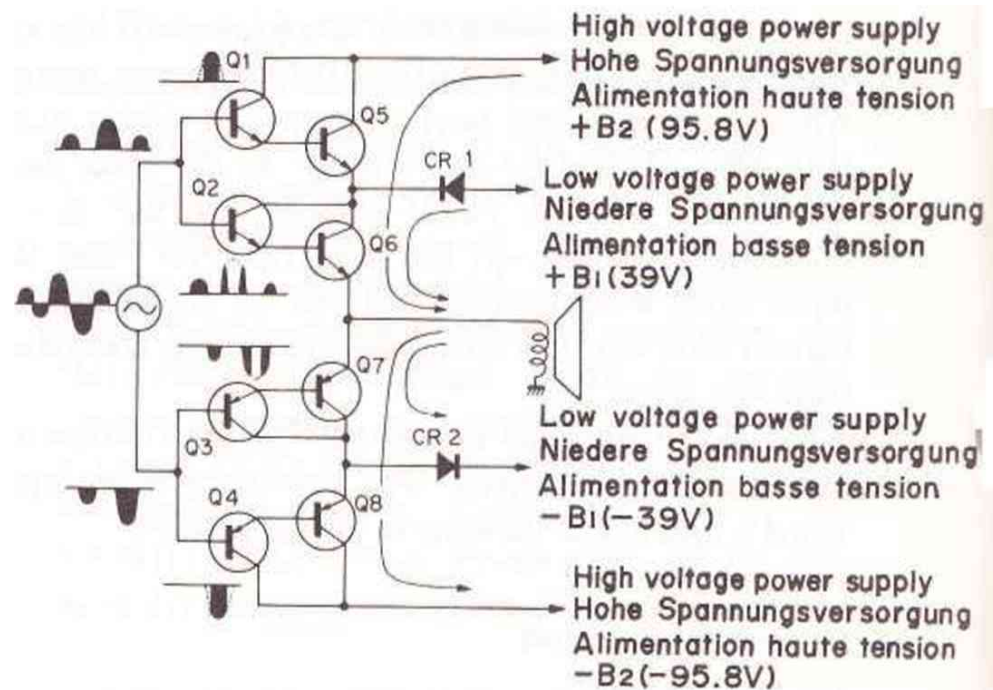 High voltage power supply
Hohe Spannungsversorgung
Alimentation haute tension
+B2 (95.8V)
Q1
Q5
CR 1
Low voltage power supply
Niedere Spannungsversorgung
Alimentation basse tension
+B1(39V)
Q2
Q6
Q7
Q3
CR 2
Low voltage power supply
Niedere Spannungsversorgung
Alimentation basse tension
−B1(−39V)
Q4
Q8
High voltage power supply
Hohe Spannungsversorgung
Alimentation haute tension
−B2(−95.8V)